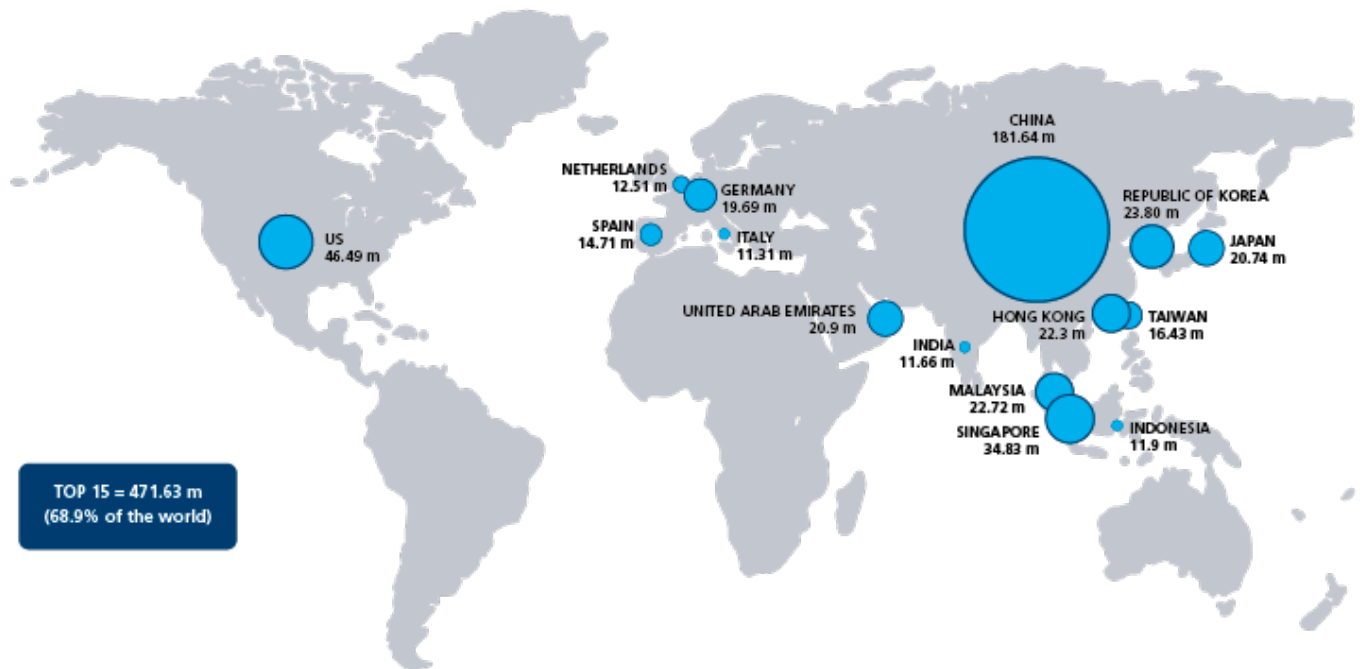 CHINA
181.64 m
NETHERLANDS
12.51 m
GERMANY
19.69 m
REPUBLIC OF KOREA
23.80 m
SPAIN
14.71 m
ITALY
11.31 m
US
46.49 m
JAPAN
20.74 m
UNITED ARAB EMIRATES
20.9 m
HONG KONG
22.3 m
TAIWAN
16.43 m
INDIA
11.66 m
MALAYSIA
22.72 m
SINGAPORE
34.83 m
INDONESIA
11.9 m
TOP 15 = 471.63 m
(68.9% of the world)